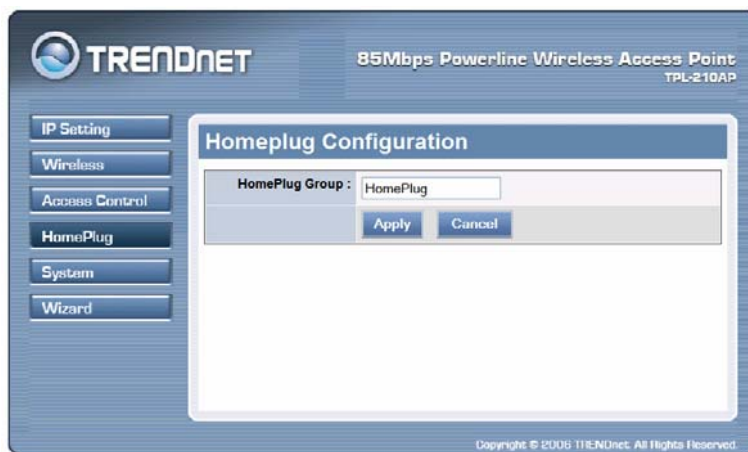 TRENDNET
85Mbps Powerline Wireless Access Point
TPL-210AP
IP Setting
Wireless
Access Control
HomePlug
System
Wizard
Homeplug Configuration
HomePlug Group : HomePlug
Apply Cancel
Copyright © 2006 TRENDnet. All Rights Reserved.